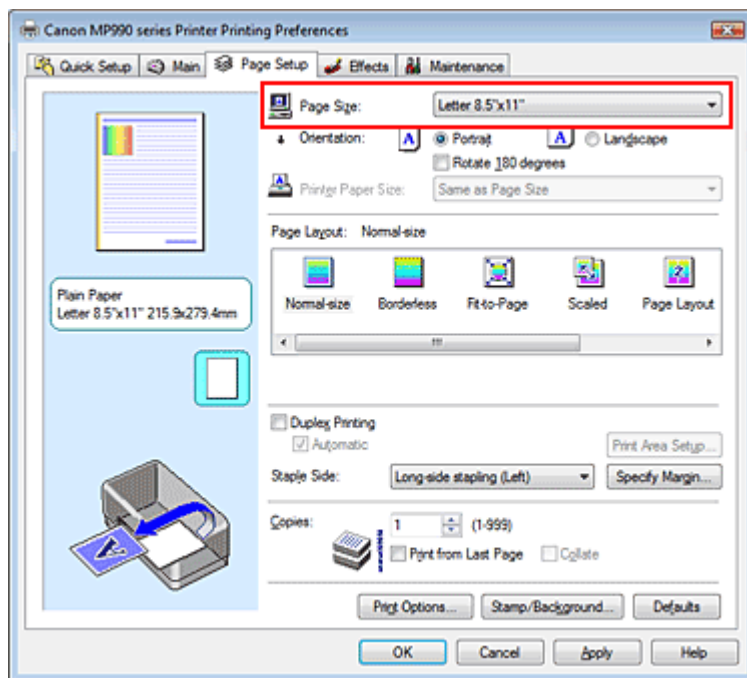 Canon MP990 series Printer Printing Preferences
Quick Setup Main Page Setup Effects Maintenance
Page Size: Letter 8.5"x11"
Orientation: A Portrait A Landscape
Rotate 180 degrees
Printer Paper Size: Same as Page Size
Page Layout: Normal-size
Normal-size Borderless Fit-to-Page Scaled Page Layout
Plain Paper
Letter 8.5"x11" 215.9x279.4mm
Duplex Printing
Automatic
Print Area Setup...
Staple Side: Long-side stapling (Left) Specify Margin...
Copies: 1 (1-999)
Print from Last Page Collate
Print Options... Stamp/Background... Defaults
OK Cancel Apply Help